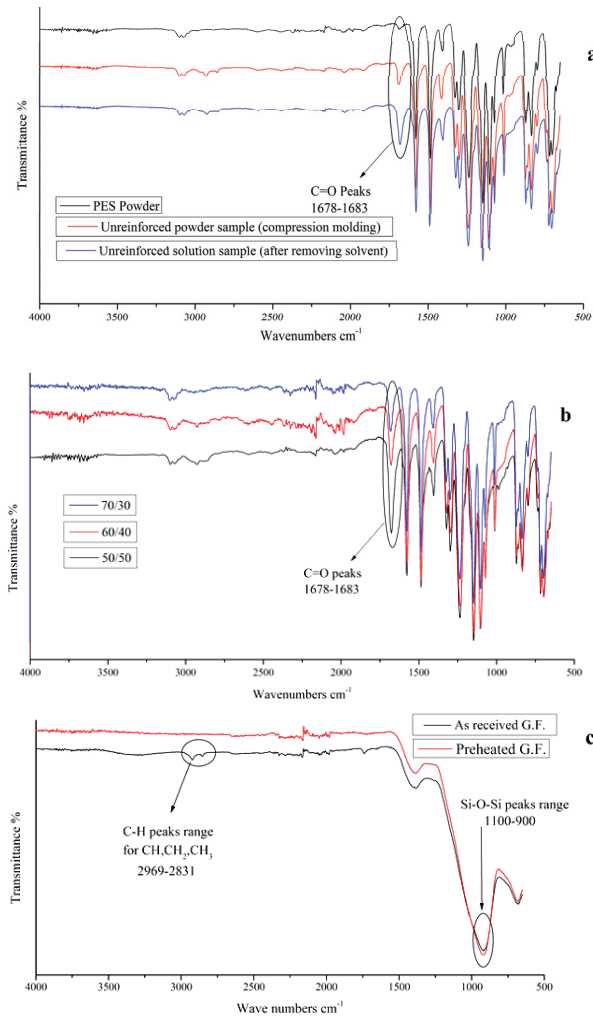 a
Transmittance %
C=O Peaks
1678-1683
PES Powder
Unreinforced powder sample (compression molding)
Unreinforced solution sample (after removing solvent)
4000 3500 3000 2500 2000 1500 1000 500
Wavenumbers cm-1
b
Transmittance %
70/30
60/40
50/50
C=O peaks
1678-1683
4000 3500 3000 2500 2000 1500 1000 500
Wavenumbers cm-1
c
As received G.F.
Preheated G.F.
Transmittance %
C-H peaks range
for CH,CH2,CH3
2969-2831
Si-O-Si peaks range
1100-900
4000 3500 3000 2500 2000 1500 1000 500
Wave numbers cm-1